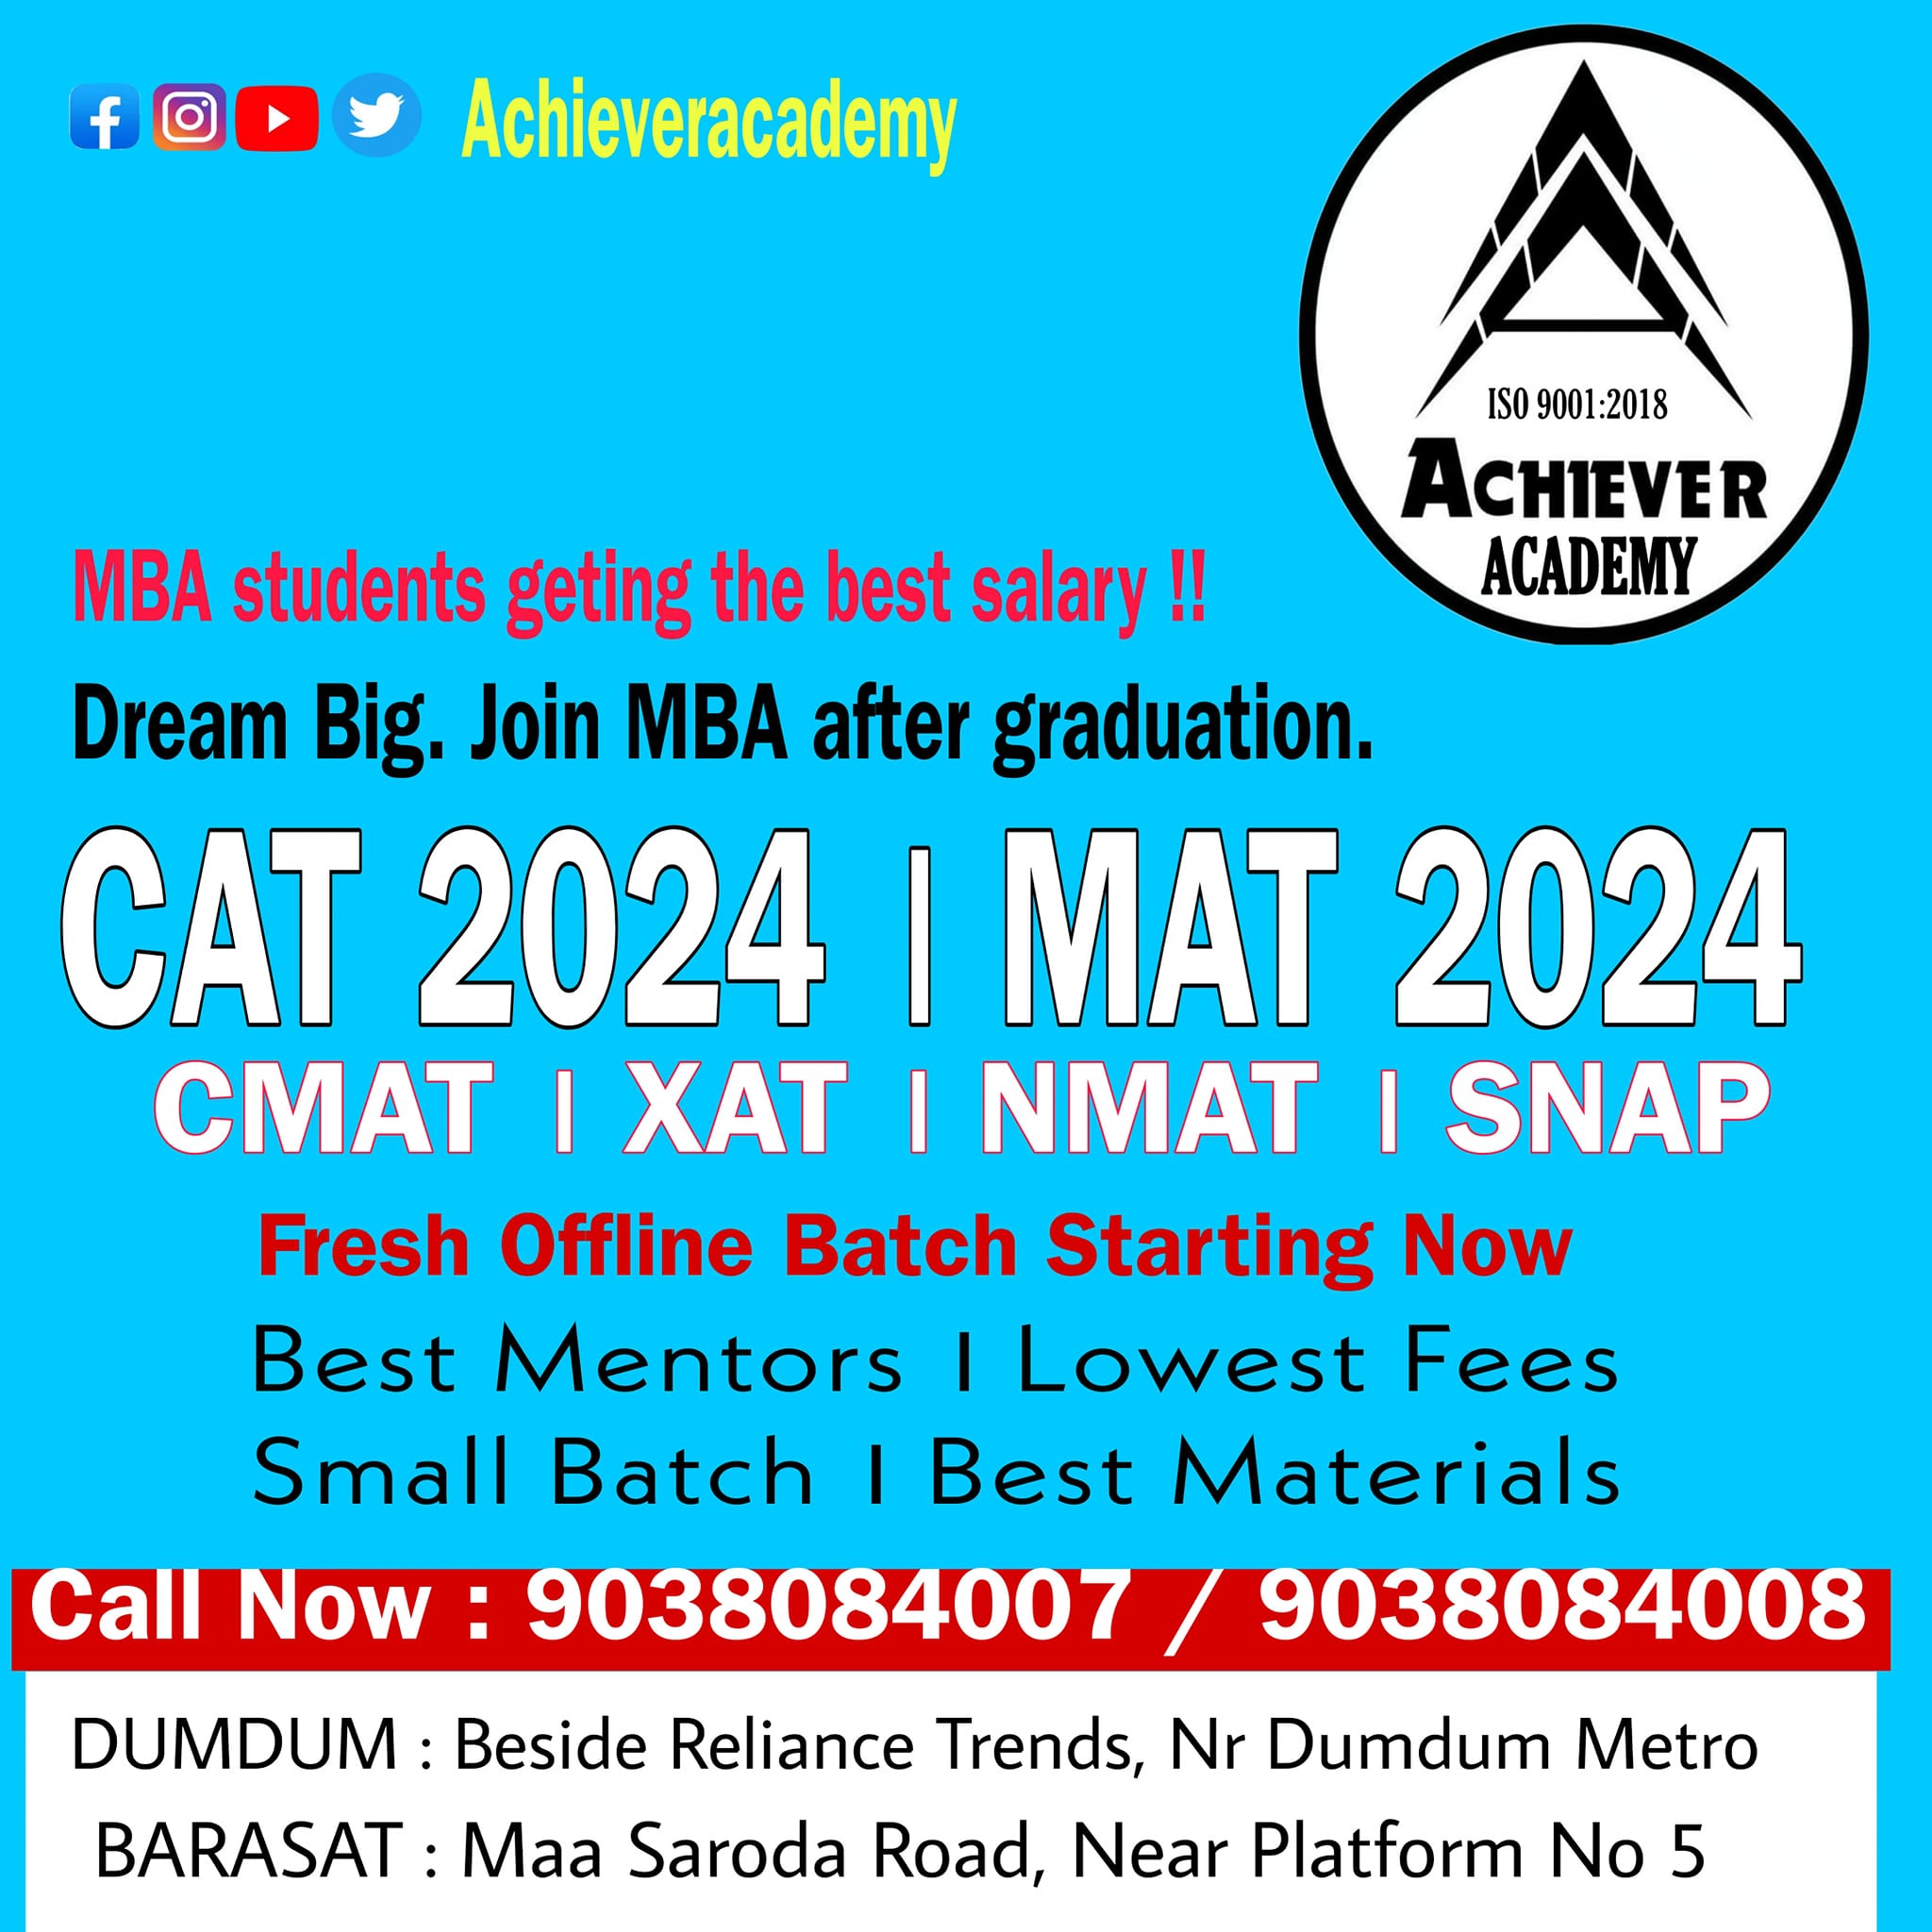 Achieveracademy
ISO 9001:2018
ACHIEVER
ACADEMY
MBA students geting the best salary !!
Dream Big. Join MBA after graduation.
CAT 2024 | MAT 2024
CMAT | XAT | NMAT | SNAP
Fresh Offline Batch Starting Now
Best Mentors | Lowest Fees
Small Batch | Best Materials
Call Now : 9038084007 / 9038084008
DUMDUM : Beside Reliance Trends, Nr Dumdum Metro
BARASAT : Maa Saroda Road, Near Platform No 5